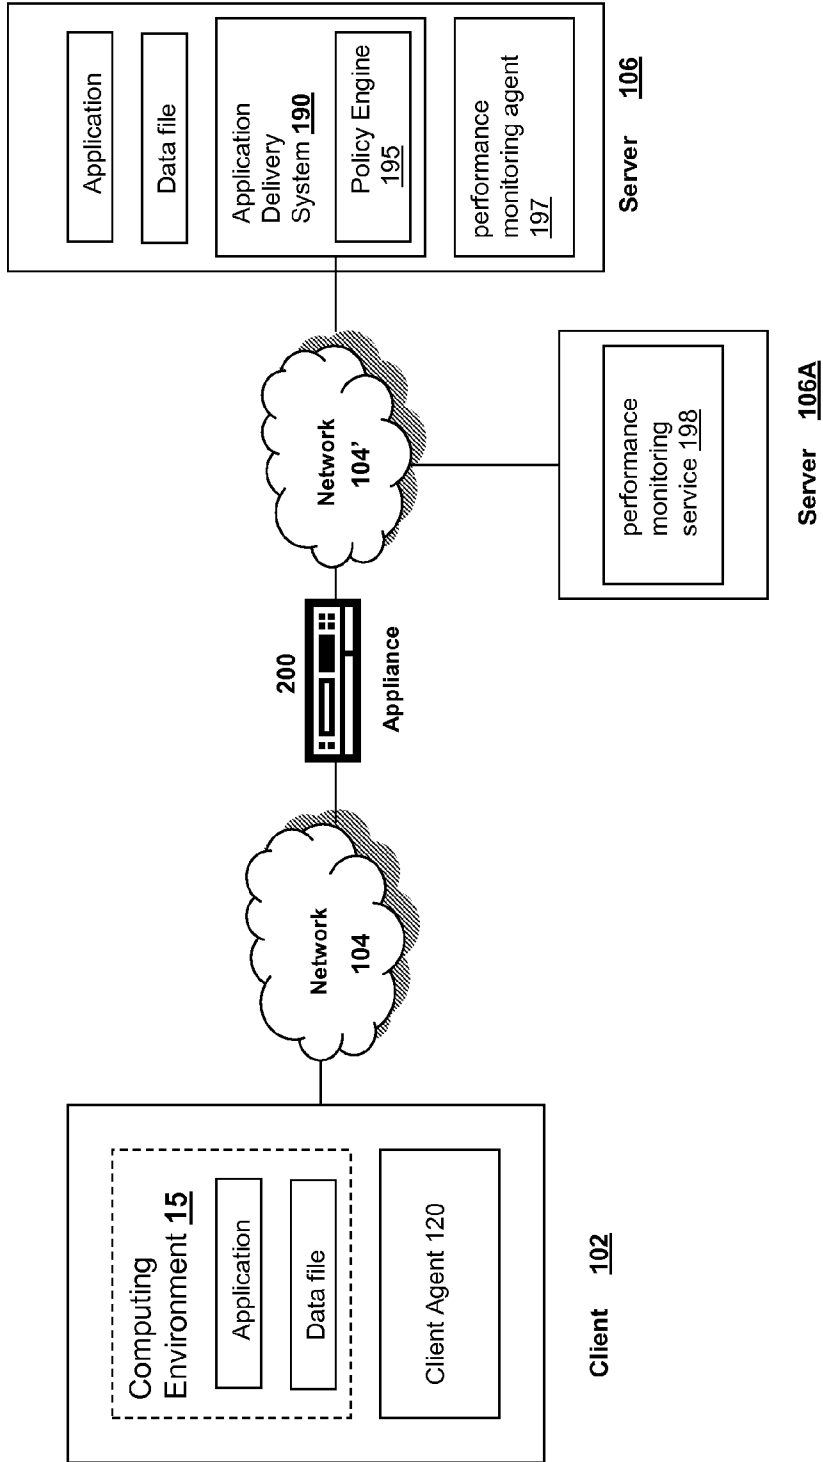 Computing
Environment 15
Application
Data file
Client Agent 120
Client 102
Network
104
200
Appliance
Network
104’
performance
monitoring
service 198
Server 106A
Application
Data file
Application
Delivery
System 190
Policy Engine
195
performance
monitoring agent
197
Server 106